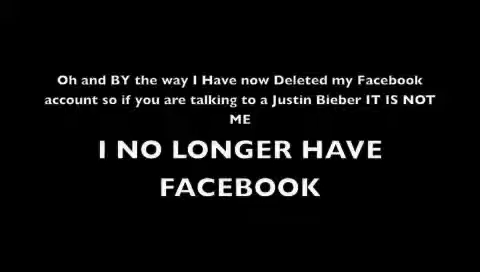 Oh and BY the way I Have now Deleted my Facebook
account so if you are talking to a Justin Bieber IT IS NOT
ME
I NO LONGER HAVE
FACEBOOK